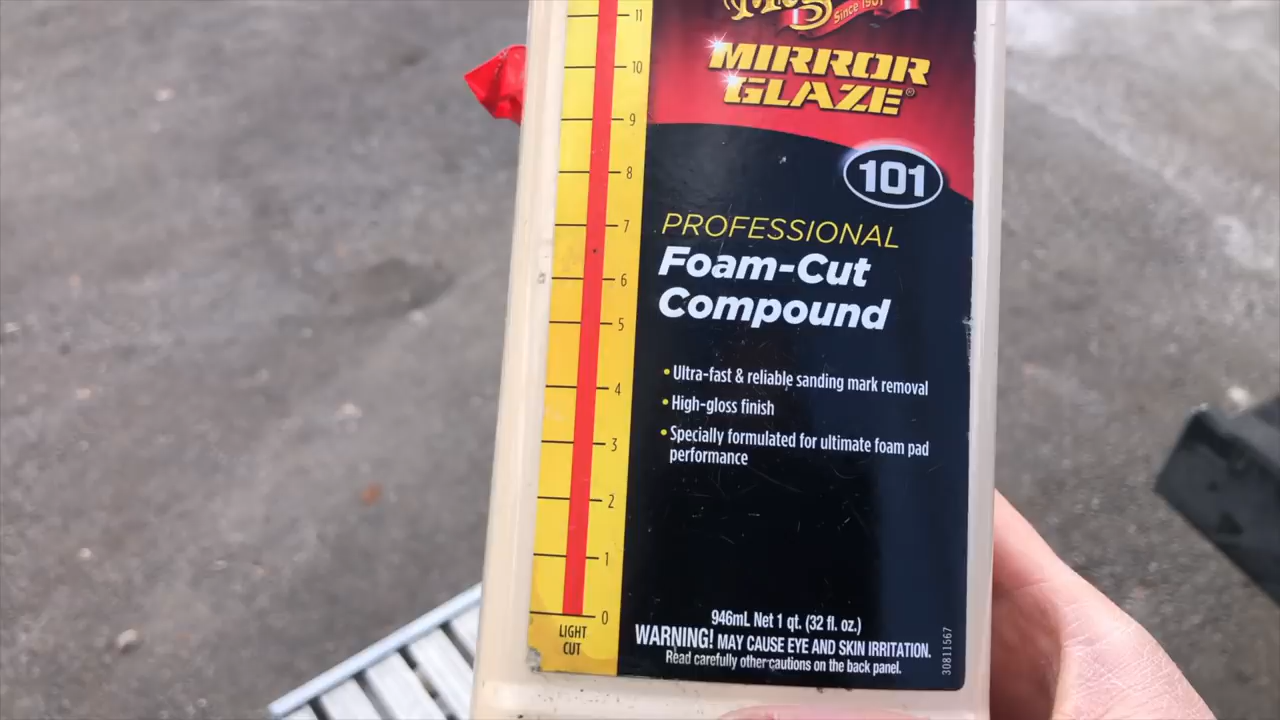 Since 1901
MIRROR
GLAZE®
101
PROFESSIONAL
Foam-Cut
Compound
• Ultra-fast & reliable sanding mark removal
• High-gloss finish
• Specially formulated for ultimate foam pad
performance
946mL Net 1 qt. (32 fl. oz.)
WARNING! MAY CAUSE EYE AND SKIN IRRITATION.
Read carefully other cautions on the back panel.
30811567
11
10
9
8
7
6
5
4
3
2
1
0
LIGHT
CUT